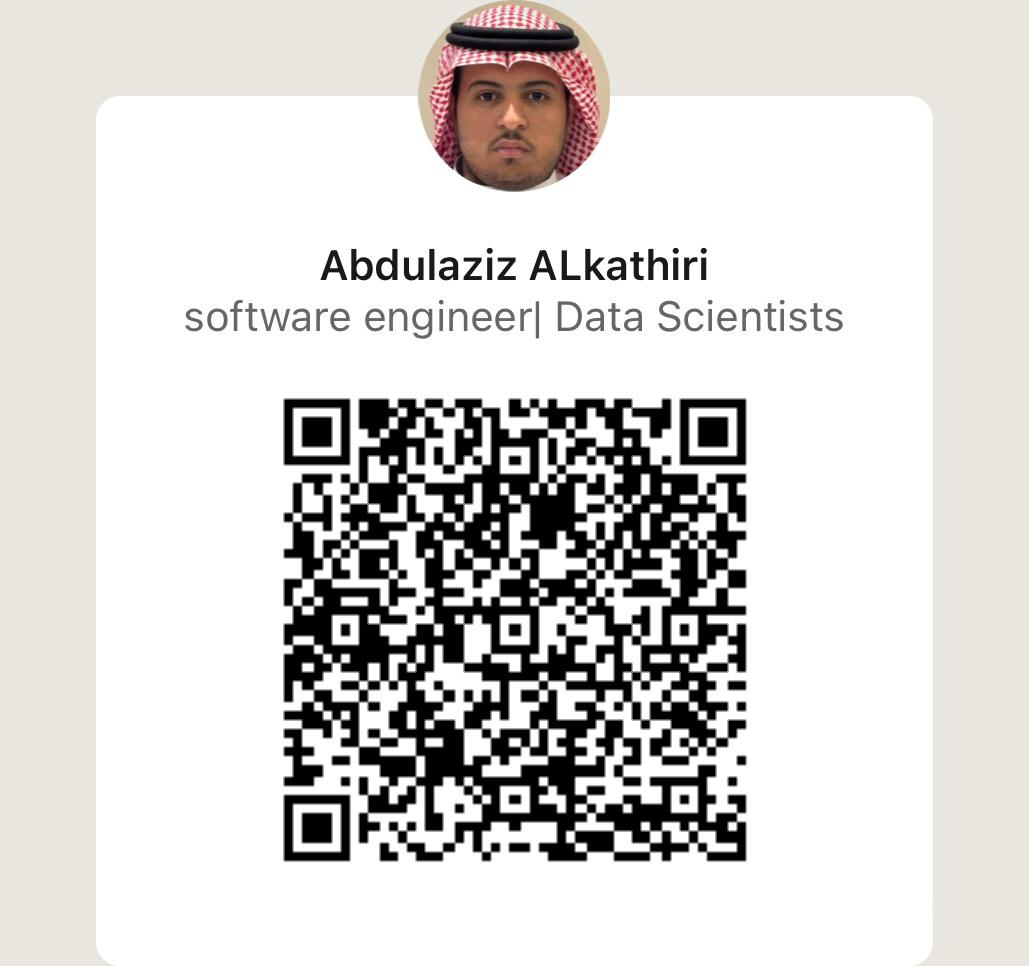 Abdulaziz ALkathiri
software engineer| Data Scientists